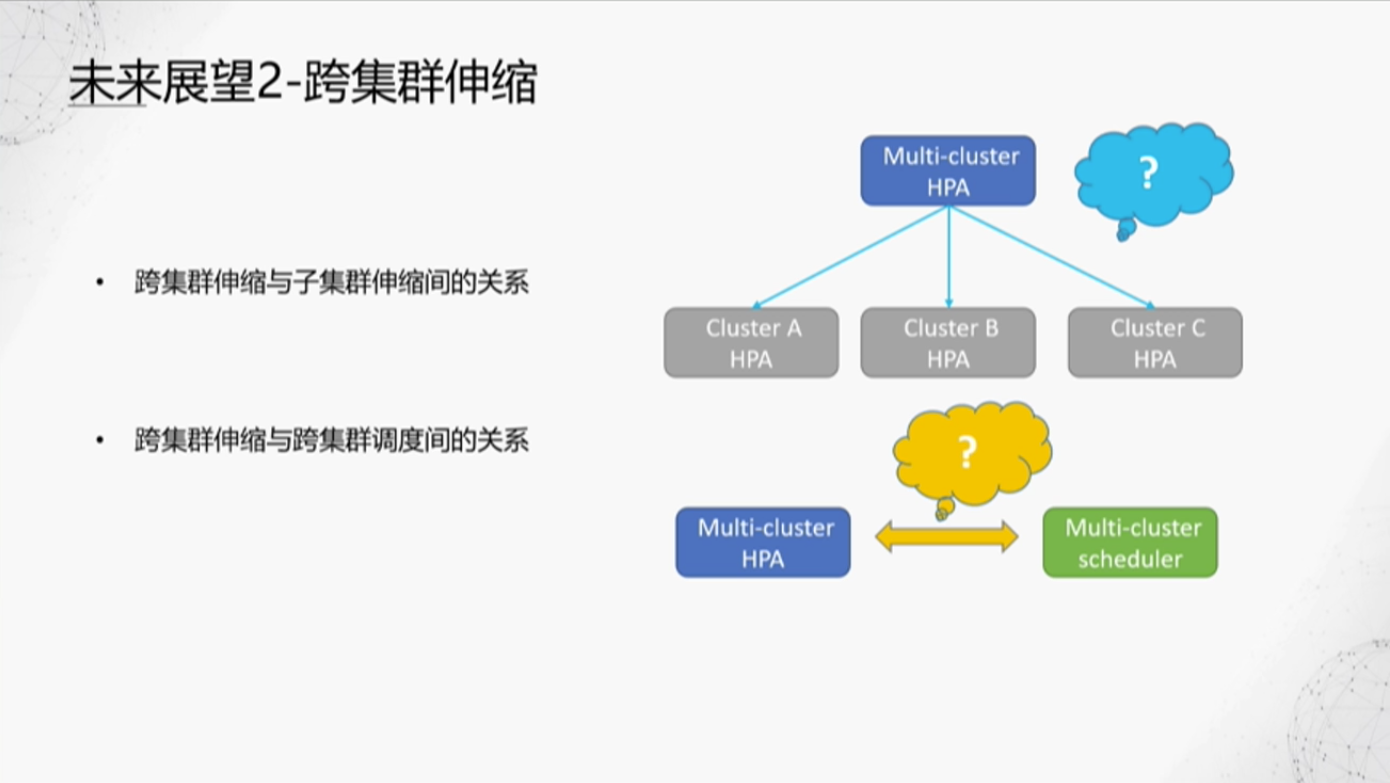 未来展望2-跨集群伸缩
Multi-cluster
HPA
?
跨集群伸缩与子集群伸缩间的关系
Cluster A
HPA
Cluster B
HPA
Cluster C
HPA
跨集群伸缩与跨集群调度间的关系
?
Multi-cluster
HPA
Multi-cluster
scheduler